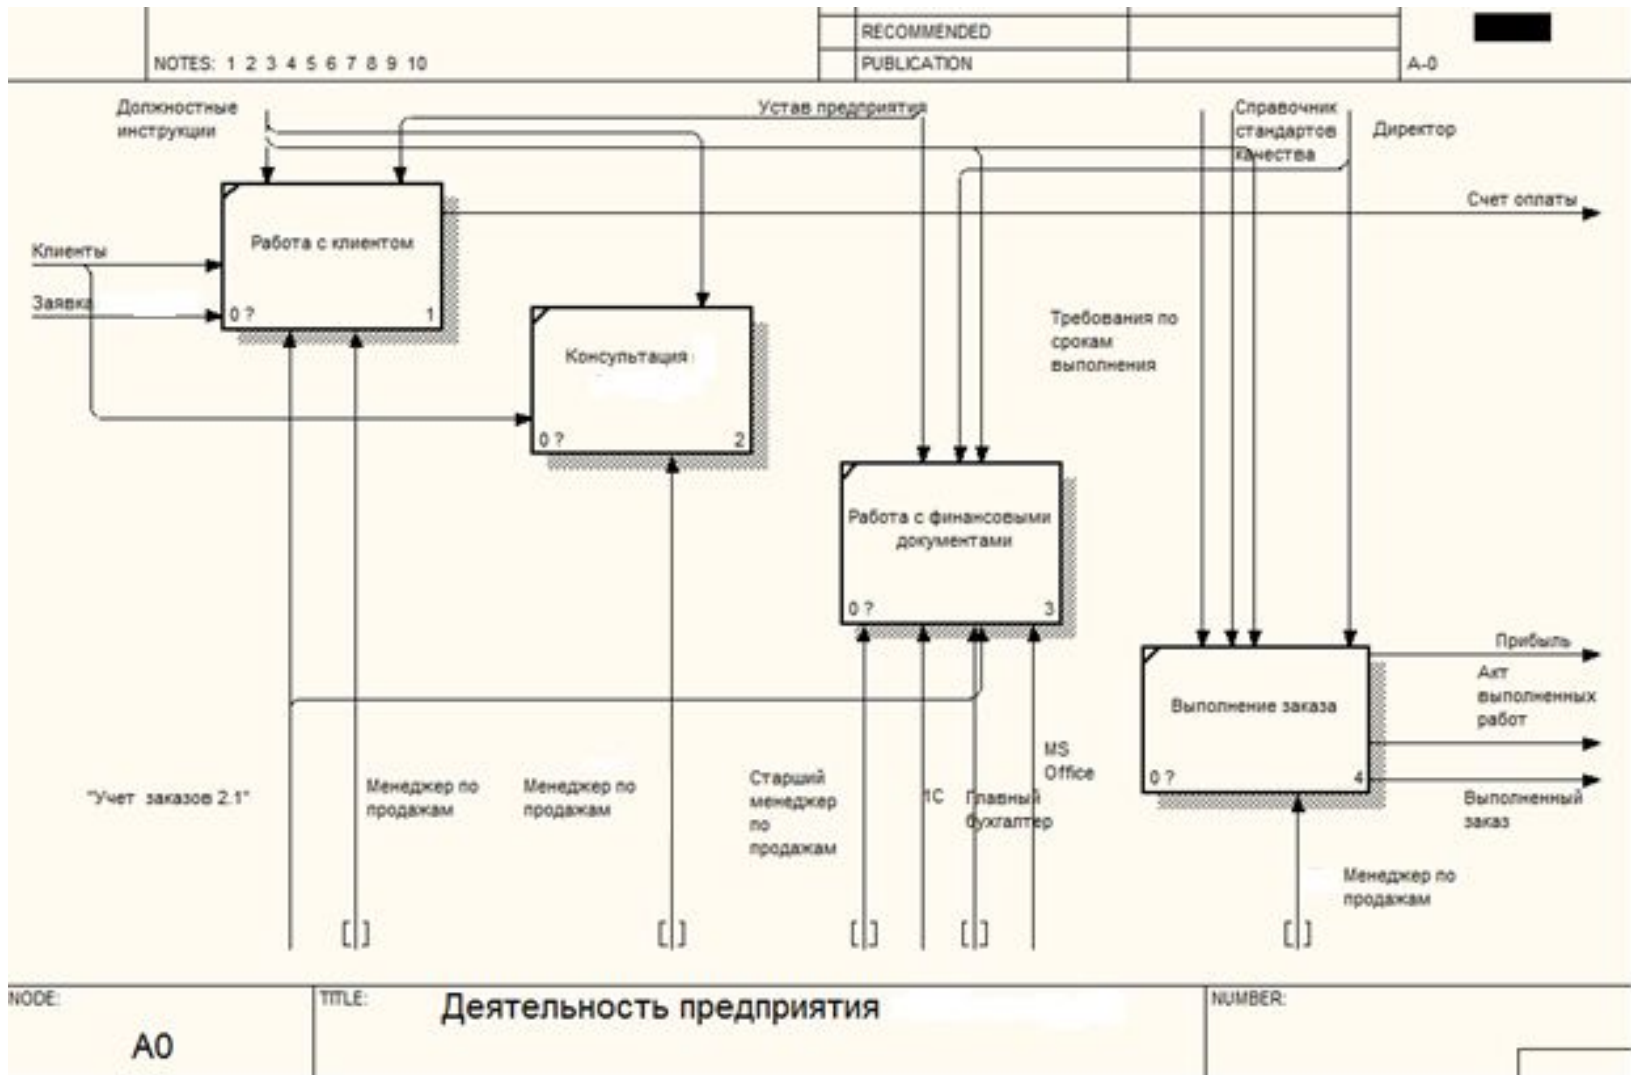 RECOMMENDED
NOTES: 1 2 3 4 5 6 7 8 9 10
PUBLICATION
A-0
Должностные
инструкции
Устав предприятия
Справочник
стандартов
качества
Директор
Счет оплаты
Работа с клиентом
0 ?
1
Клиенты
Заявка
Консультация
0 ?
2
Требования по
срокам
выполнения
Работа с финансовыми
документами
0 ?
3
Выполнение заказа
0 ?
4
Прибыль
Акт
выполненных
работ
Выполненный
заказ
"Учет заказов 2.1"
Менеджер по
продажам
Менеджер по
продажам
Старший
менеджер
по
продажам
1С
Главный
бухгалтер
MS
Office
Менеджер по
продажам
NODE:
A0
TITLE:
Деятельность предприятия
NUMBER: